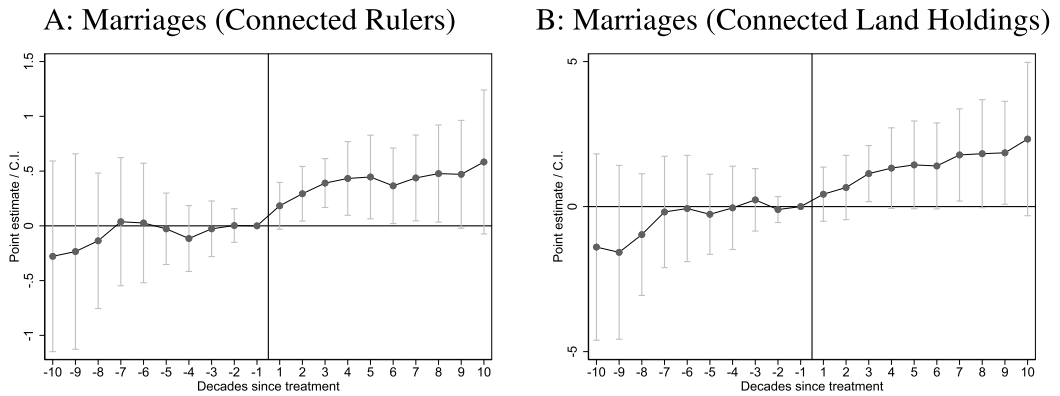 A: Marriages (Connected Rulers)
Point estimate / C.I.
1.5
1
.5
0
-.5
-1
-10 -9 -8 -7 -6 -5 -4 -3 -2 -1 1 2 3 4 5 6 7 8 9 10
Decades since treatment
B: Marriages (Connected Land Holdings)
Point estimate / C.I.
5
0
-5
-10 -9 -8 -7 -6 -5 -4 -3 -2 -1 1 2 3 4 5 6 7 8 9 10
Decades since treatment